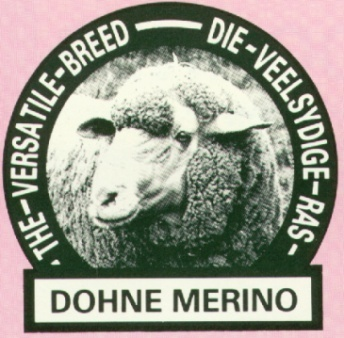 THE-VERSATILE-BREED — DIE-VEELSYDIGE-RAS-
DOHNE MERINO